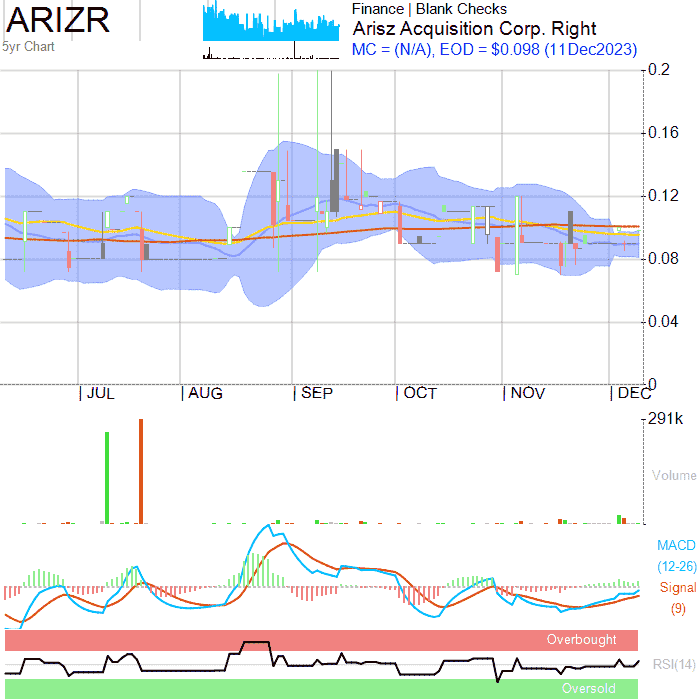 ARIZR
5yr Chart
Finance | Blank Checks
Arisz Acquisition Corp. Right
MC = (N/A), EOD = $0.098 (11Dec2023)
0.2
0.16
0.12
0.08
0.04
0
JUL
AUG
SEP
OCT
NOV
DEC
291k
Volume
MACD
(12-26)
Signal
(9)
Overbought
RSI(14)
Oversold